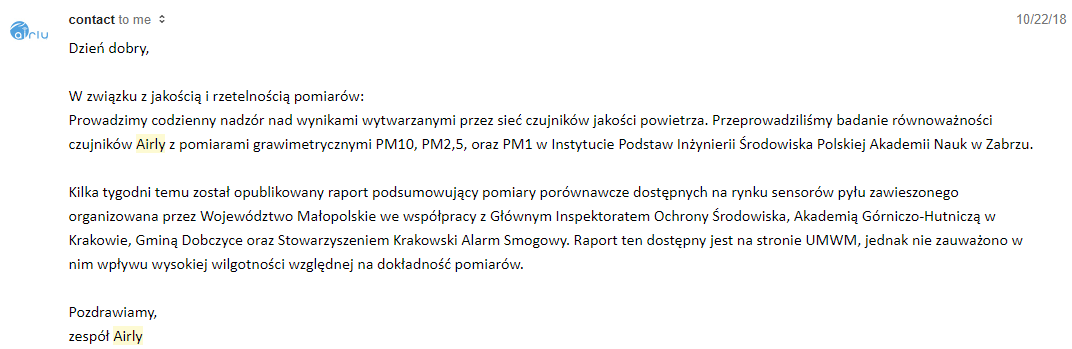 contact to me
10/22/18
airly
Dzień dobry,
W związku z jakością i rzetelnością pomiarów:
Prowadzimy codzienny nadzór nad wynikami wytwarzanymi przez sieć czujników jakości powietrza. Przeprowadziliśmy badanie równoważności
czujników Airly z pomiarami grawimetrycznymi PM10, PM2,5, oraz PM1 w Instytucie Podstaw Inżynierii Środowiska Polskiej Akademii Nauk w Zabrzu.
Kilka tygodni temu został opublikowany raport podsumowujący pomiary porównawcze dostępnych na rynku sensorów pyłu zawieszonego
organizowana przez Województwo Małopolskie we współpracy z Głównym Inspektoratem Ochrony Środowiska, Akademią Górniczo-Hutniczą w
Krakowie, Gminą Dobczyce oraz Stowarzyszeniem Krakowski Alarm Smogowy. Raport ten dostępny jest na stronie UMWM, jednak nie zauważono w
nim wpływu wysokiej wilgotności względnej na dokładność pomiarów.
Pozdrawiamy,
zespół Airly